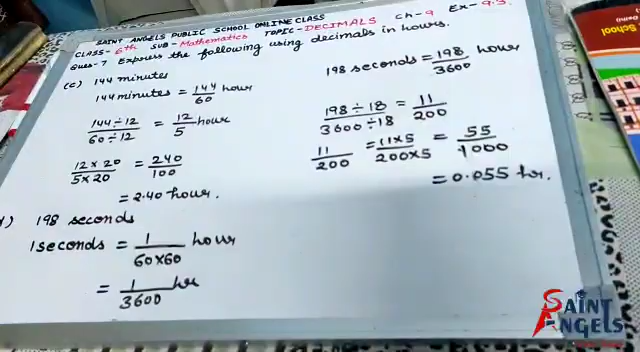 SAINT ANGELS PUBLIC SCHOOL ONLINE CLASS
CLASS- 6th SUB - Mathematics TOPIC - DECIMALS Ch-9 Ex-9.3
Ques-7 Express the following using decimals in hours.
(c) 144 minutes
144 minutes = 144/60 hour
144÷12/60÷12 = 12/5 hour
12×20/5×20 = 240/100
= 2.40 hour.
198 seconds
1 seconds = 1/60×60 hour
= 1/3600 hr
198 seconds = 198/3600 hour
198÷18/3600÷18 = 11/200
11/200 = 11×5/200×5 = 55/1000
= 0.055 hr.
School
SAINT
ANGELS